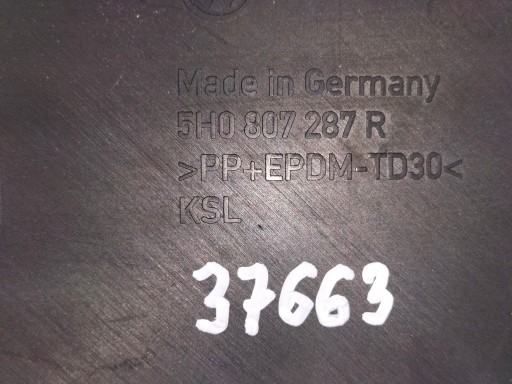 Made in Germany
5H0 807 287 R
>PP+EPDM-TD30<
KSL
37663